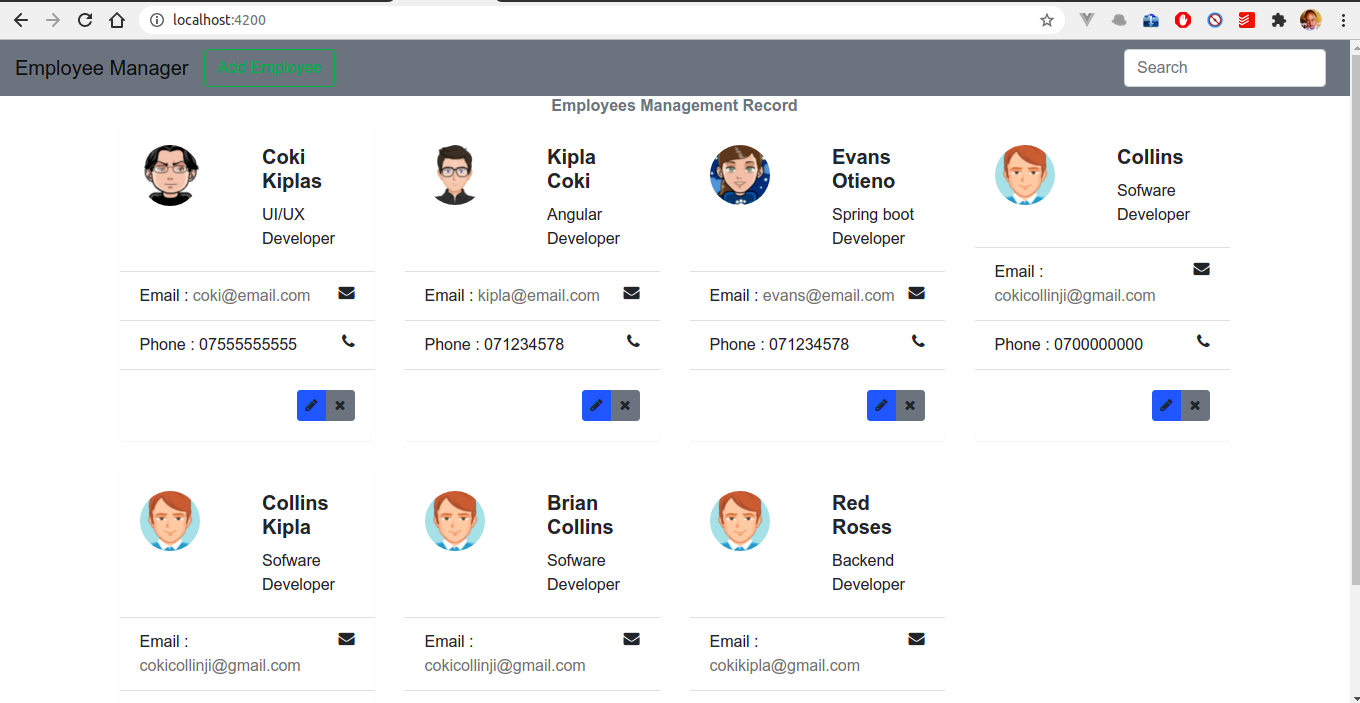 localhost:4200
Employee Manager
Add Employee
Search
Employees Management Record
Coki
Kiplas
UI/UX
Developer
Email : coki@email.com
Phone : 07555555555
Kipla
Coki
Angular
Developer
Email : kipla@email.com
Phone : 071234578
Evans
Otieno
Spring boot
Developer
Email : evans@email.com
Phone : 071234578
Collins
Sofware
Developer
Email :
cokicollinji@gmail.com
Phone : 0700000000
Collins
Kipla
Sofware
Developer
Email :
cokicollinji@gmail.com
Brian
Collins
Sofware
Developer
Email :
cokicollinji@gmail.com
Red
Roses
Backend
Developer
Email :
cokikipla@gmail.com